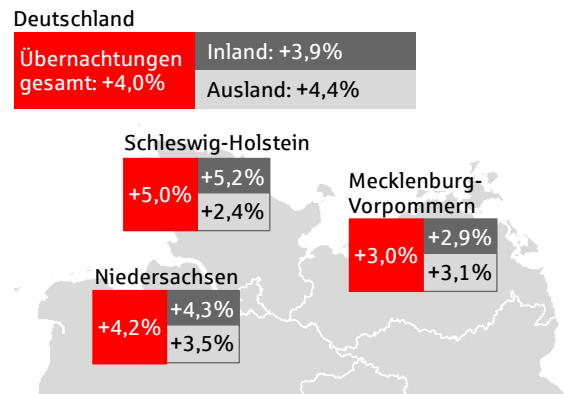 Deutschland
Übernachtungen
gesamt: +4,0%
Inland: +3,9%
Ausland: +4,4%
Schleswig-Holstein
+5,0%
+5,2%
+2,4%
Mecklenburg-
Vorpommern
+3,0%
+2,9%
+3,1%
Niedersachsen
+4,2%
+4,3%
+3,5%